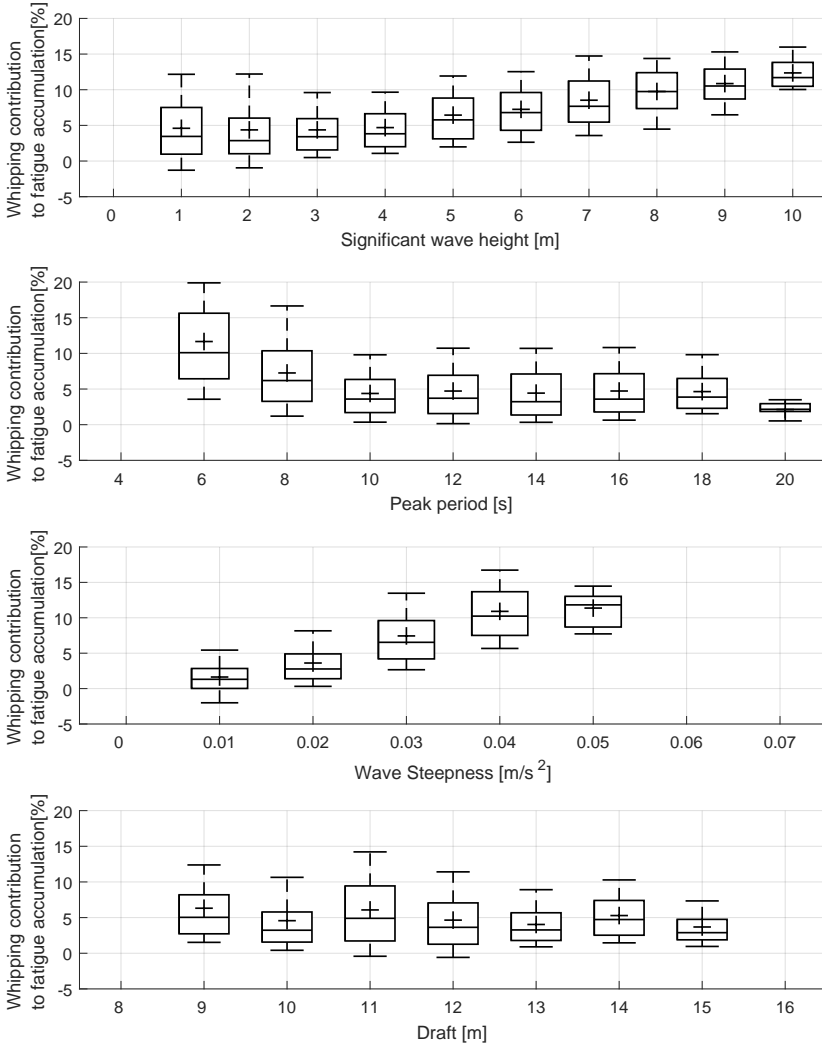 Whipping contribution
to fatigue accumulation[%]
20
15
10
5
0
-5
0 1 2 3 4 5 6 7 8 9 10
Significant wave height [m]
Whipping contribution
to fatigue accumulation[%]
20
15
10
5
0
-5
4 6 8 10 12 14 16 18 20
Peak period [s]
Whipping contribution
to fatigue accumulation[%]
20
15
10
5
0
-5
0 0.01 0.02 0.03 0.04 0.05 0.06 0.07
Wave Steepness [m/s 2]
Whipping contribution
to fatigue accumulation[%]
20
15
10
5
0
-5
8 9 10 11 12 13 14 15 16
Draft [m]